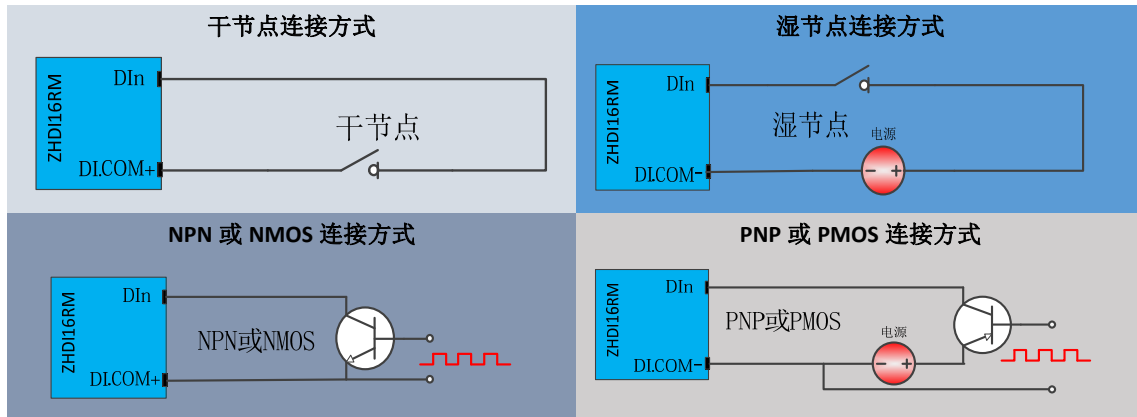 干节点连接方式
ZHDI16RM
DIn
干节点
DI.COM+
湿节点连接方式
ZHDI16RM
DIn
湿节点
电源
DI.COM-
NPN 或 NMOS 连接方式
ZHDI16RM
DIn
NPN或NMOS
DI.COM+
PNP 或 PMOS 连接方式
ZHDI16RM
DIn
PNP或PMOS
电源
DI.COM-